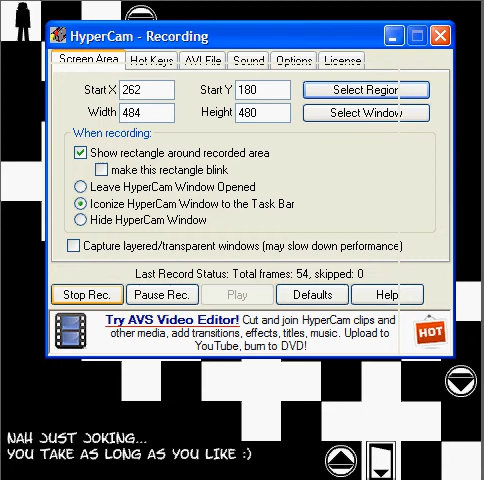 HyperCam - Recording
Screen Area Hot Keys AVI File Sound Options License
Start X 262 Start Y 180 Select Region
Width 484 Height 480 Select Window
When recording:
Show rectangle around recorded area
make this rectangle blink
Leave HyperCam Window Opened
Iconize HyperCam Window to the Task Bar
Hide HyperCam Window
Capture layered/transparent windows (may slow down performance)
Last Record Status: Total frames: 54, skipped: 0
Stop Rec. Pause Rec. Play Defaults Help
Try AVS Video Editor! Cut and join HyperCam clips and
other media, add transitions, effects, titles, music. Upload to
YouTube, burn to DVD!
HOT
NAH JUST JOKING...
YOU TAKE AS LONG AS YOU LIKE :)